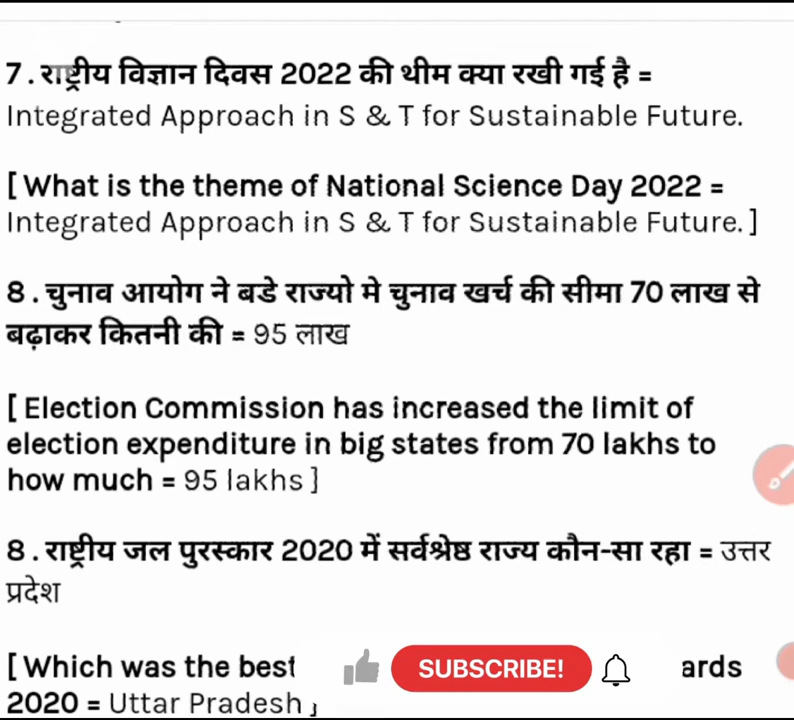 7 . राष्ट्रीय विज्ञान दिवस 2022 की थीम क्या रखी गई है =
Integrated Approach in S & T for Sustainable Future.
[ What is the theme of National Science Day 2022 =
Integrated Approach in S & T for Sustainable Future. ]
8 . चुनाव आयोग ने बडे राज्यो मे चुनाव खर्च की सीमा 70 लाख से
बढ़ाकर कितनी की = 95 लाख
[ Election Commission has increased the limit of
election expenditure in big states from 70 lakhs to
how much = 95 lakhs ]
8 . राष्ट्रीय जल पुरस्कार 2020 में सर्वश्रेष्ठ राज्य कौन-सा रहा = उत्तर
प्रदेश
[ Which was the best SUBSCRIBE! ards
2020 = Uttar Pradesh ]